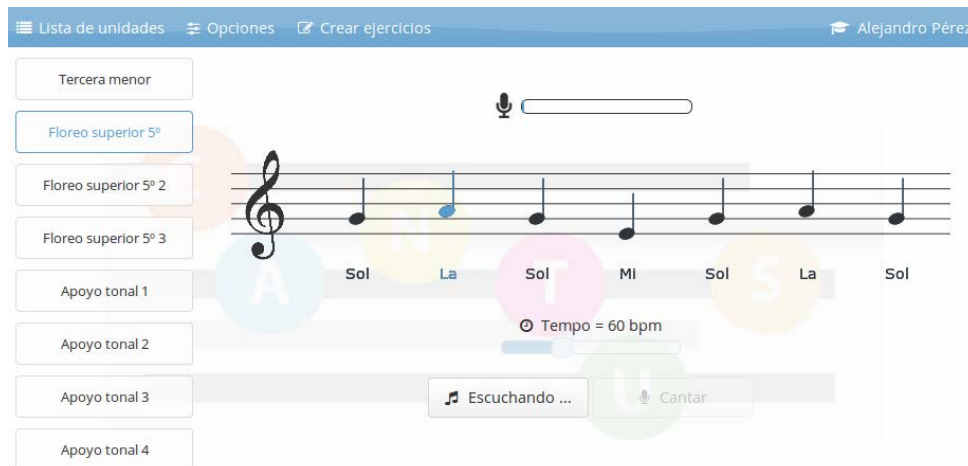 Lista de unidades Opciones Crear ejercicios Alejandro Pérez
Tercera menor
Floreo superior 5º
Floreo superior 5º 2
Floreo superior 5º 3
Apoyo tonal 1
Apoyo tonal 2
Apoyo tonal 3
Apoyo tonal 4
C A N T U S
Sol La Sol Mi Sol La Sol
Tempo = 60 bpm
Escuchando ... Cantar